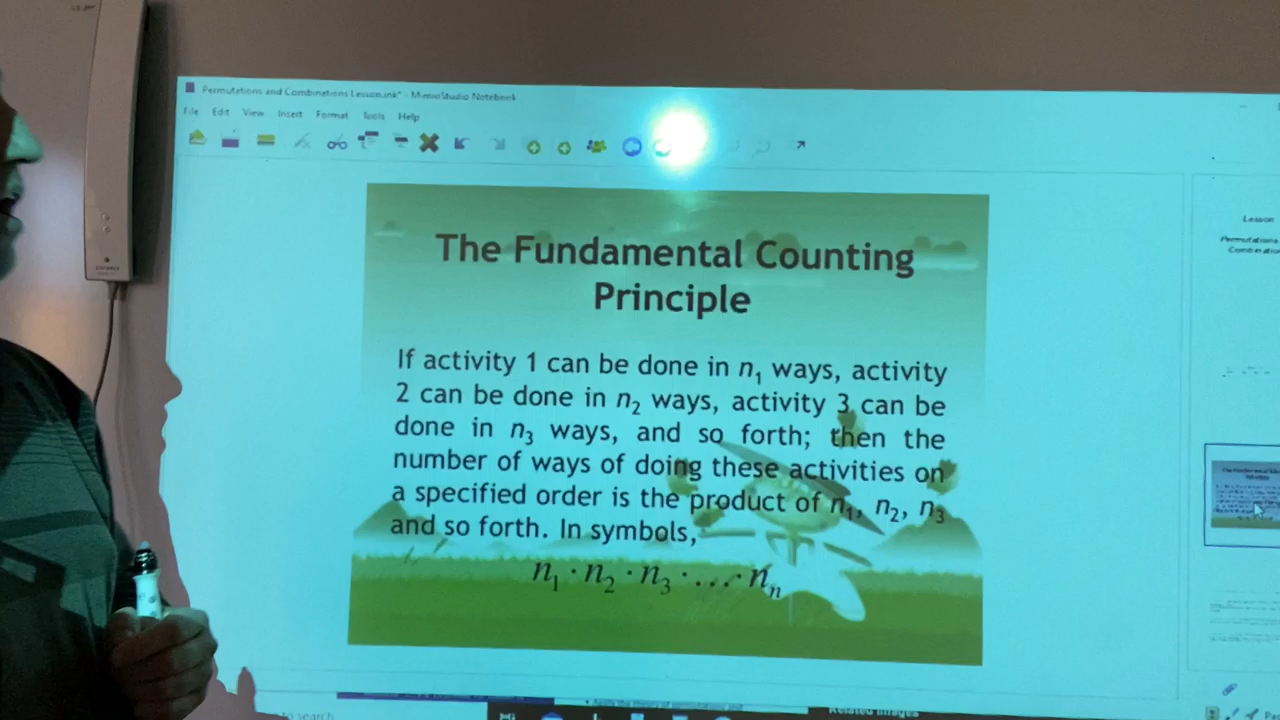 Permutations and Combinations Lesson.ink* - MimioStudio Notebook
File Edit View Insert Format Tools Help
The Fundamental Counting
Principle
If activity 1 can be done in n₁ ways, activity
2 can be done in n₂ ways, activity 3 can be
done in n₃ ways, and so forth; then the
number of ways of doing these activities on
a specified order is the product of n₁, n₂, n₃
and so forth. In symbols,
n₁ · n₂ · n₃ · ... · nₙ
Lesson
Permutations
to search
Related Images